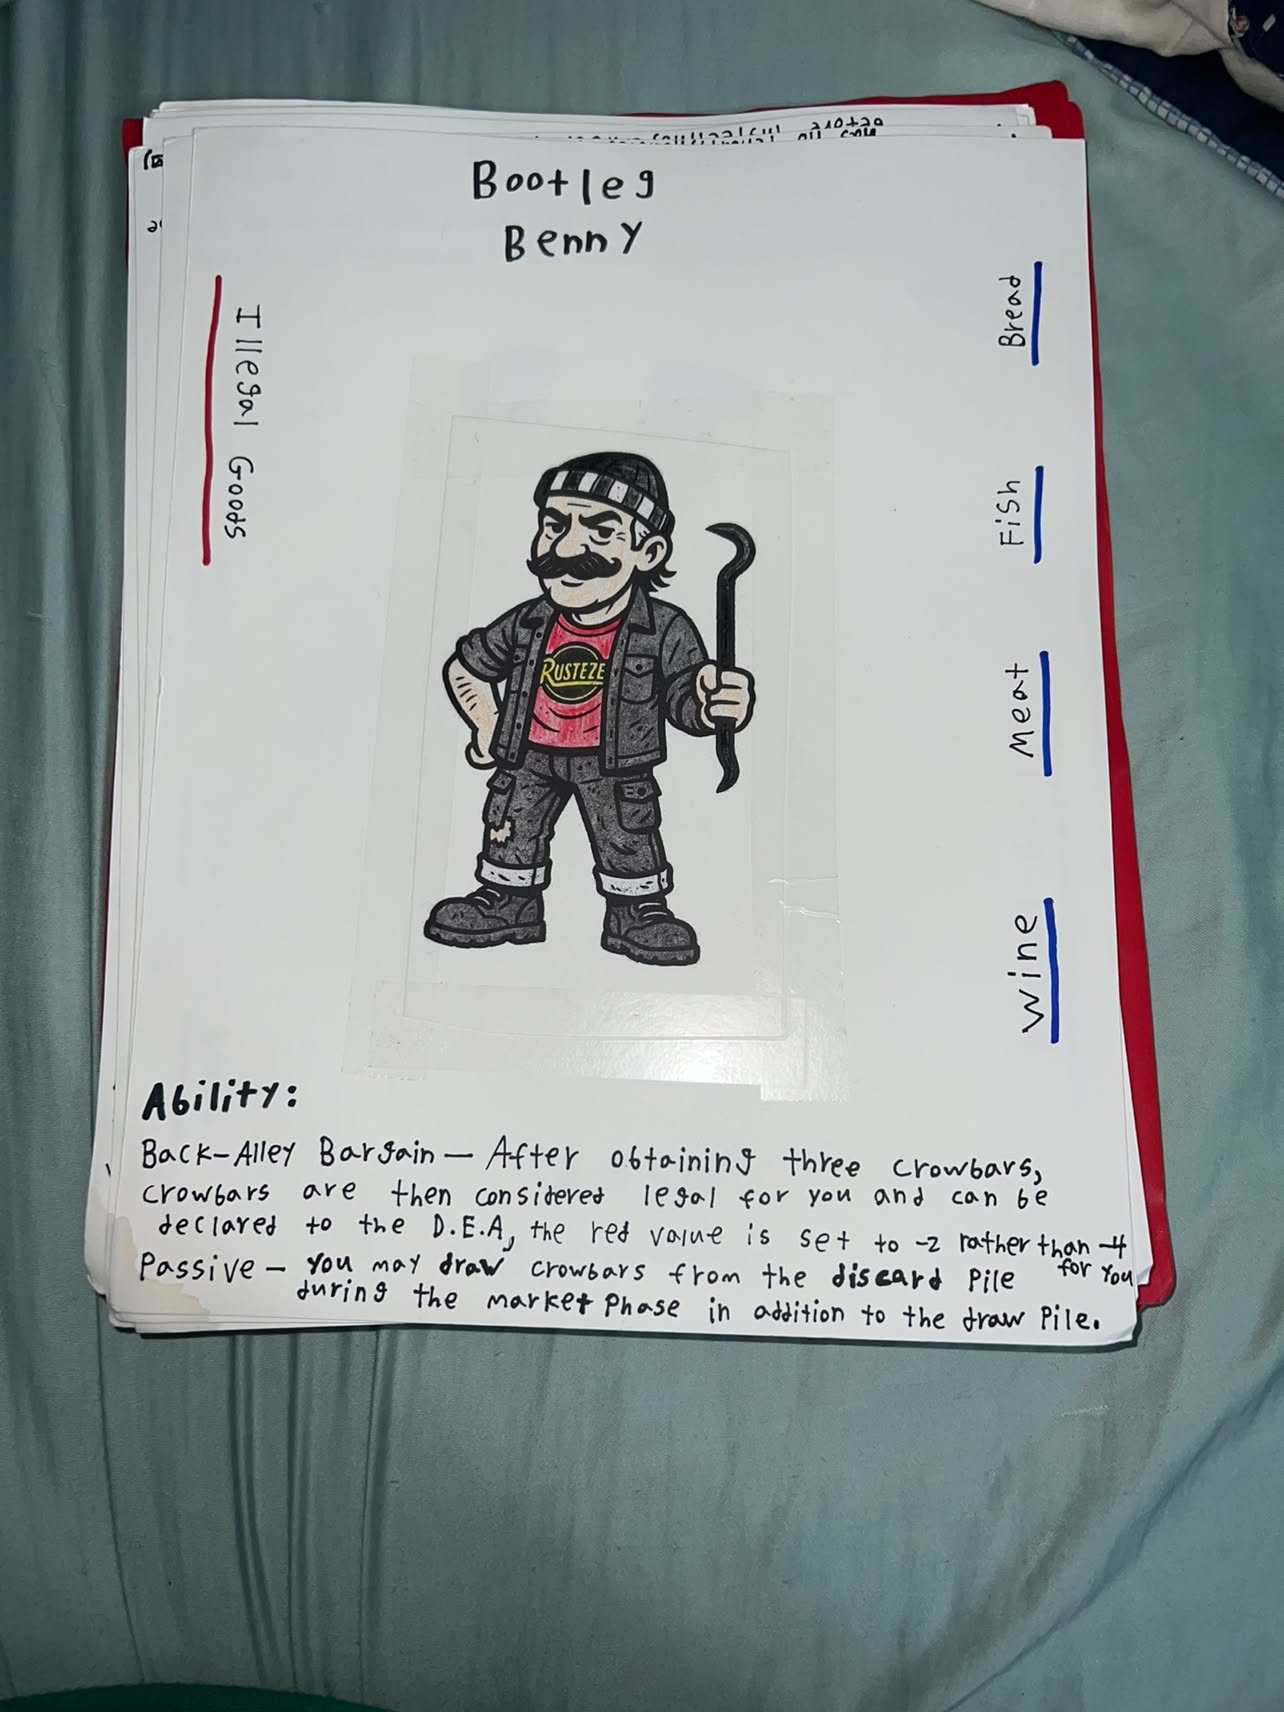 Bootleg
Benny
Illegal Goods
Bread
Fish
Meat
Wine
RUSTEZE
Ability:
Back-Alley Bargain — After obtaining three crowbars,
crowbars are then considered legal for you and can be
declared to the D.E.A, the red value is set to -2 rather than -4
for you
Passive — You may draw crowbars from the discard Pile
during the market Phase in addition to the draw Pile.